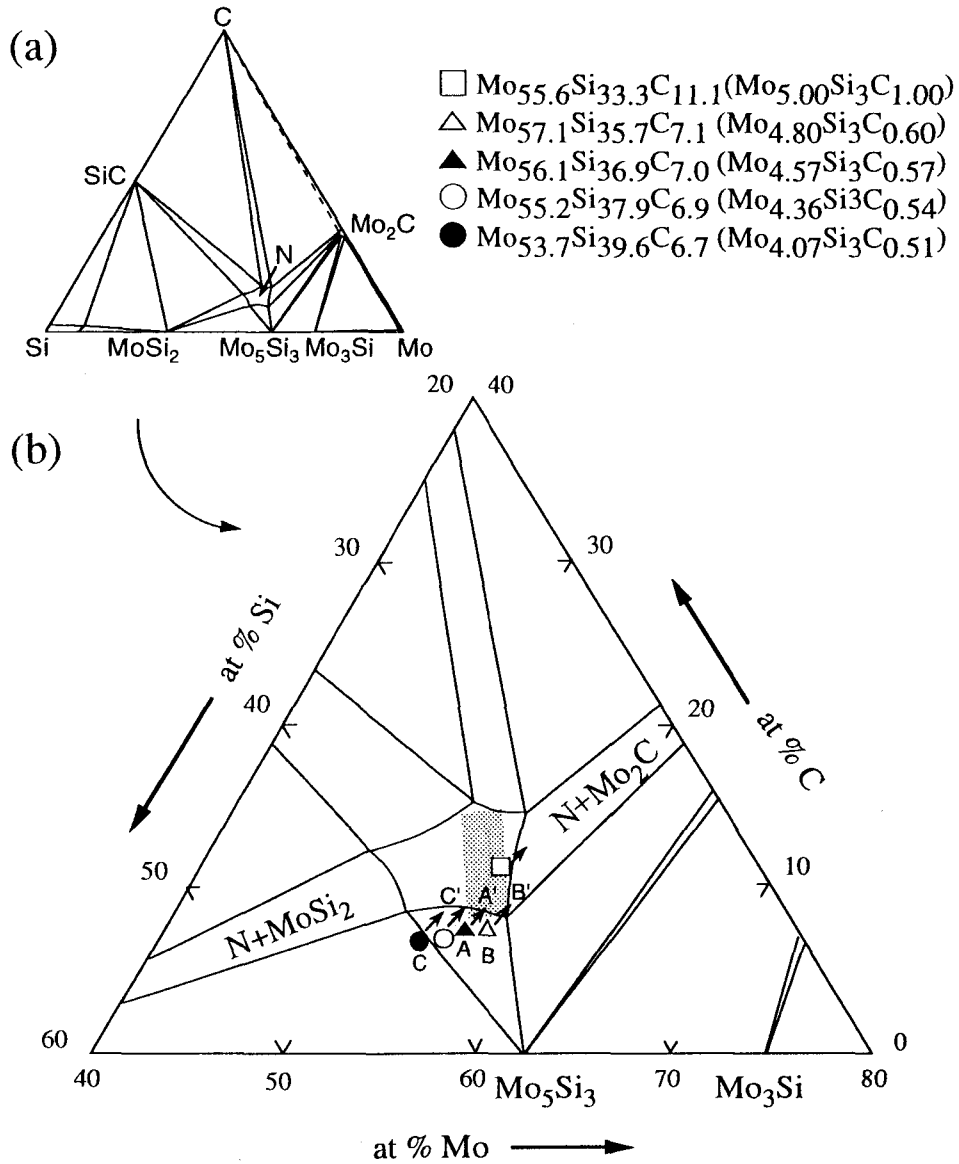 (a)
C
SiC
Mo2C
N
Si
MoSi2
Mo5Si3
Mo3Si
Mo
□ Mo55.6Si33.3C11.1(Mo5.00Si3C1.00)
△ Mo57.1Si35.7C7.1 (Mo4.80Si3C0.60)
▲ Mo56.1Si36.9C7.0 (Mo4.57Si3C0.57)
○ Mo55.2Si37.9C6.9 (Mo4.36Si3C0.54)
● Mo53.7Si39.6C6.7 (Mo4.07Si3C0.51)
(b)
20 40
30 30
at % Si
40 20
at % C
N+Mo2C
50 10
N+MoSi2
C' A' B'
C A B
60 0
40 50 60 70 80
Mo5Si3 Mo3Si
at % Mo